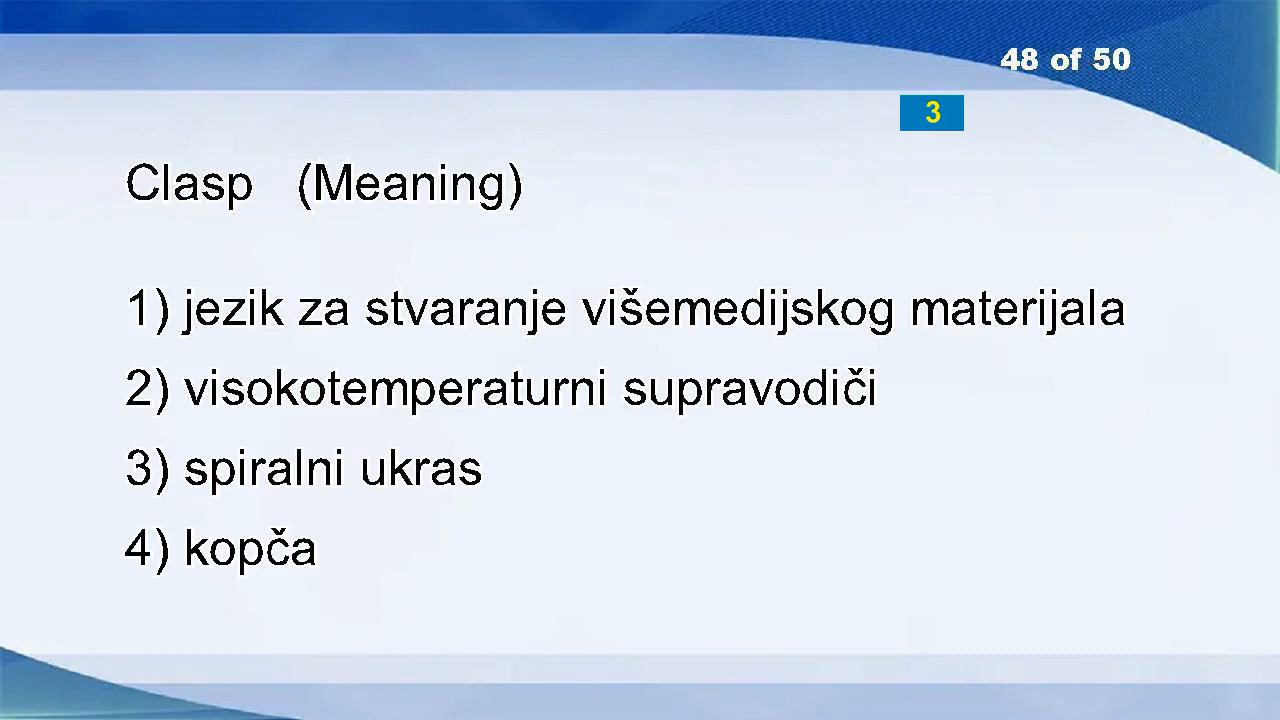 48 of 50
3
Clasp (Meaning)
1) jezik za stvaranje višemedijskog materijala
2) visokotemperaturni supravodiči
3) spiralni ukras
4) kopča